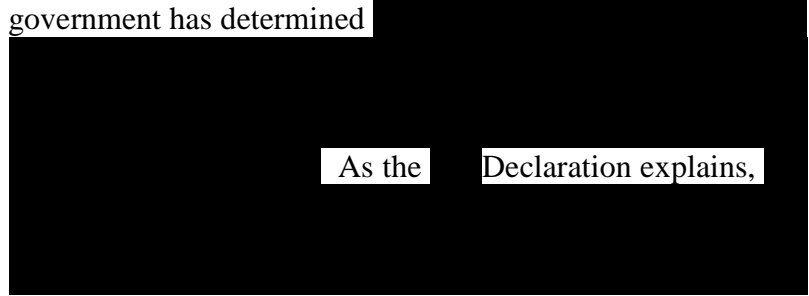 government has determined
As the Declaration explains,